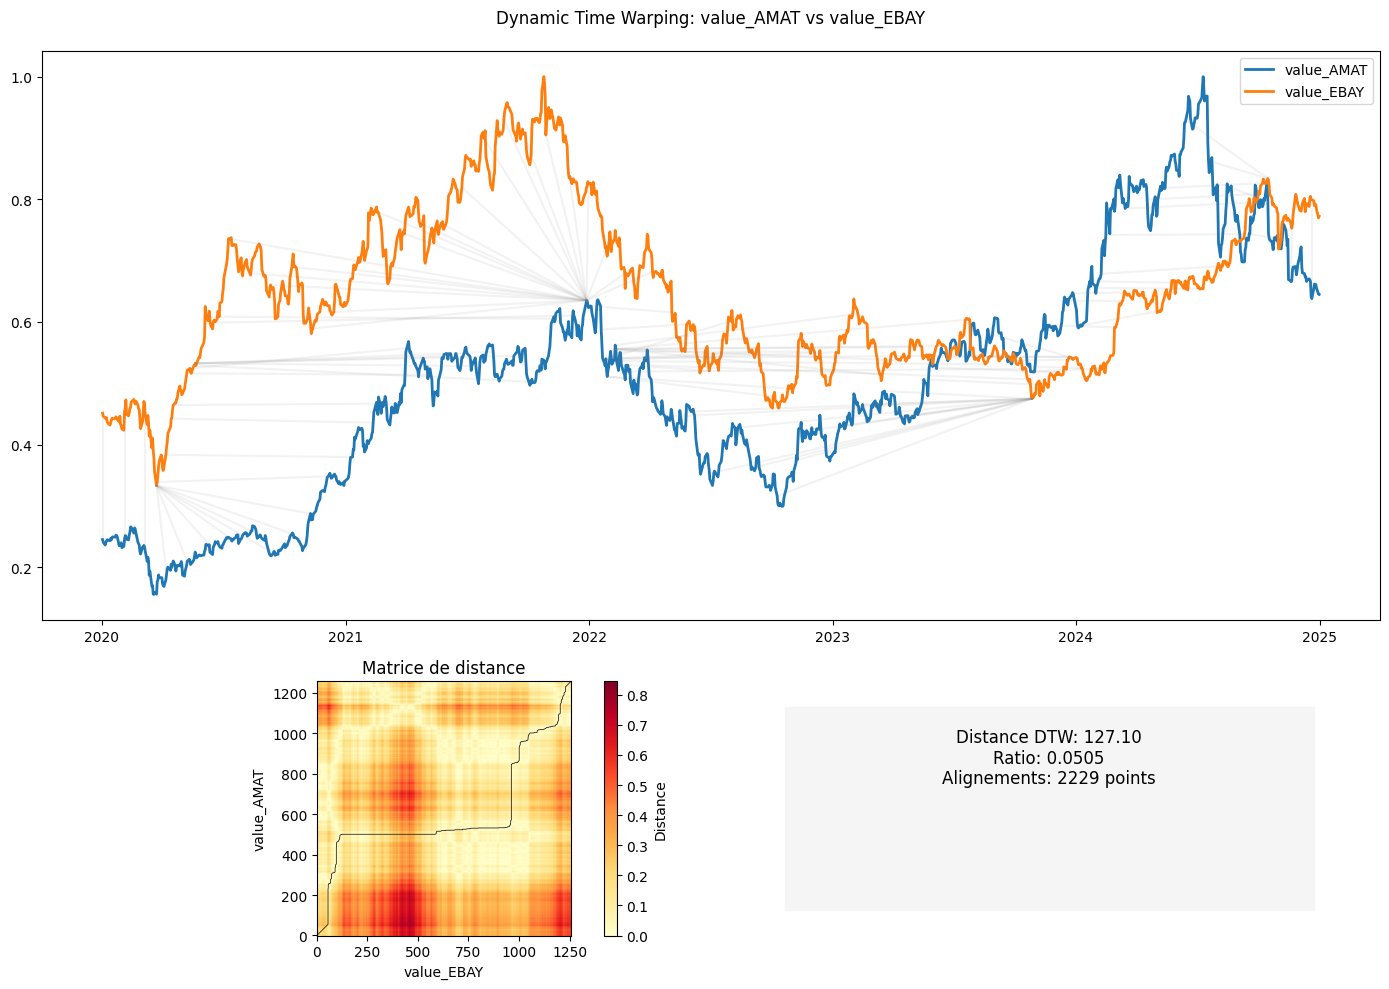 Dynamic Time Warping: value_AMAT vs value_EBAY
value_AMAT
value_EBAY
1.0
0.8
0.6
0.4
0.2
2020 2021 2022 2023 2024 2025
Matrice de distance
value_AMAT
1200
1000
800
600
400
200
0
0 250 500 750 1000 1250
value_EBAY
0.8
0.7
0.6
0.5
0.4
0.3
0.2
0.1
0.0
Distance
Distance DTW: 127.10
Ratio: 0.0505
Alignements: 2229 points